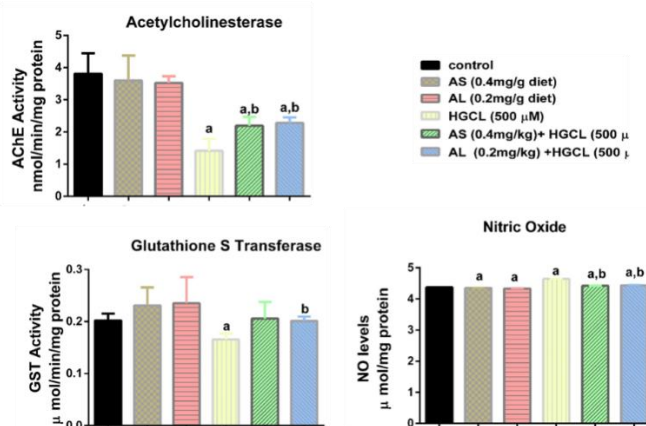 Acetylcholinesterase
AChE Activity
nmol/min/mg protein
5
4
3
2
1
0
a
a,b
a,b
control
AS (0.4mg/g diet)
AL (0.2mg/g diet)
HGCL (500 μM)
AS (0.4mg/kg)+ HGCL (500 μ
AL (0.2mg/kg) +HGCL (500 μ
Glutathione S Transferase
GST Activity
μ mol/min/mg protein
0.3
0.2
0.1
0.0
a
b
Nitric Oxide
NO levels
μ mol/mg protein
5
4
3
2
1
0
a
a
a
a,b
a,b